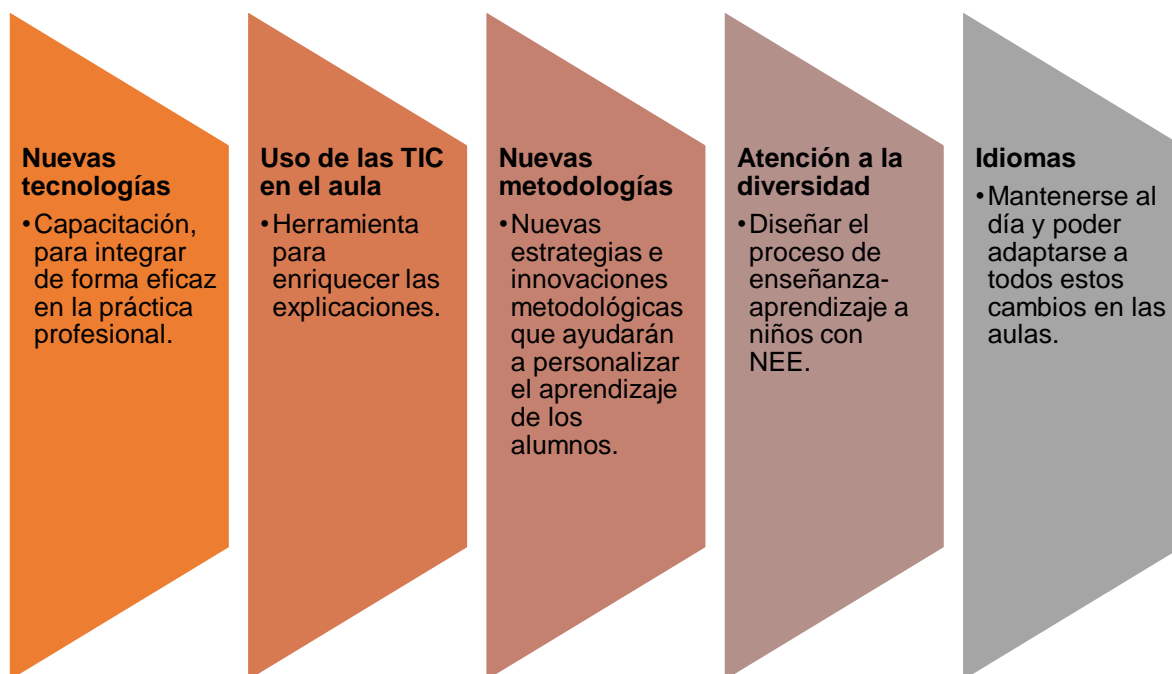 Nuevas
tecnologías
•Capacitación,
para integrar
de forma eficaz
en la práctica
profesional.
Uso de las TIC
en el aula
•Herramienta
para
enriquecer las
explicaciones.
Nuevas
metodologías
•Nuevas
estrategias e
innovaciones
metodológicas
que ayudarán
a personalizar
el aprendizaje
de los
alumnos.
Atención a la
diversidad
•Diseñar el
proceso de
enseñanza-
aprendizaje a
niños con
NEE.
Idiomas
•Mantenerse al
día y poder
adaptarse a
todos estos
cambios en las
aulas.